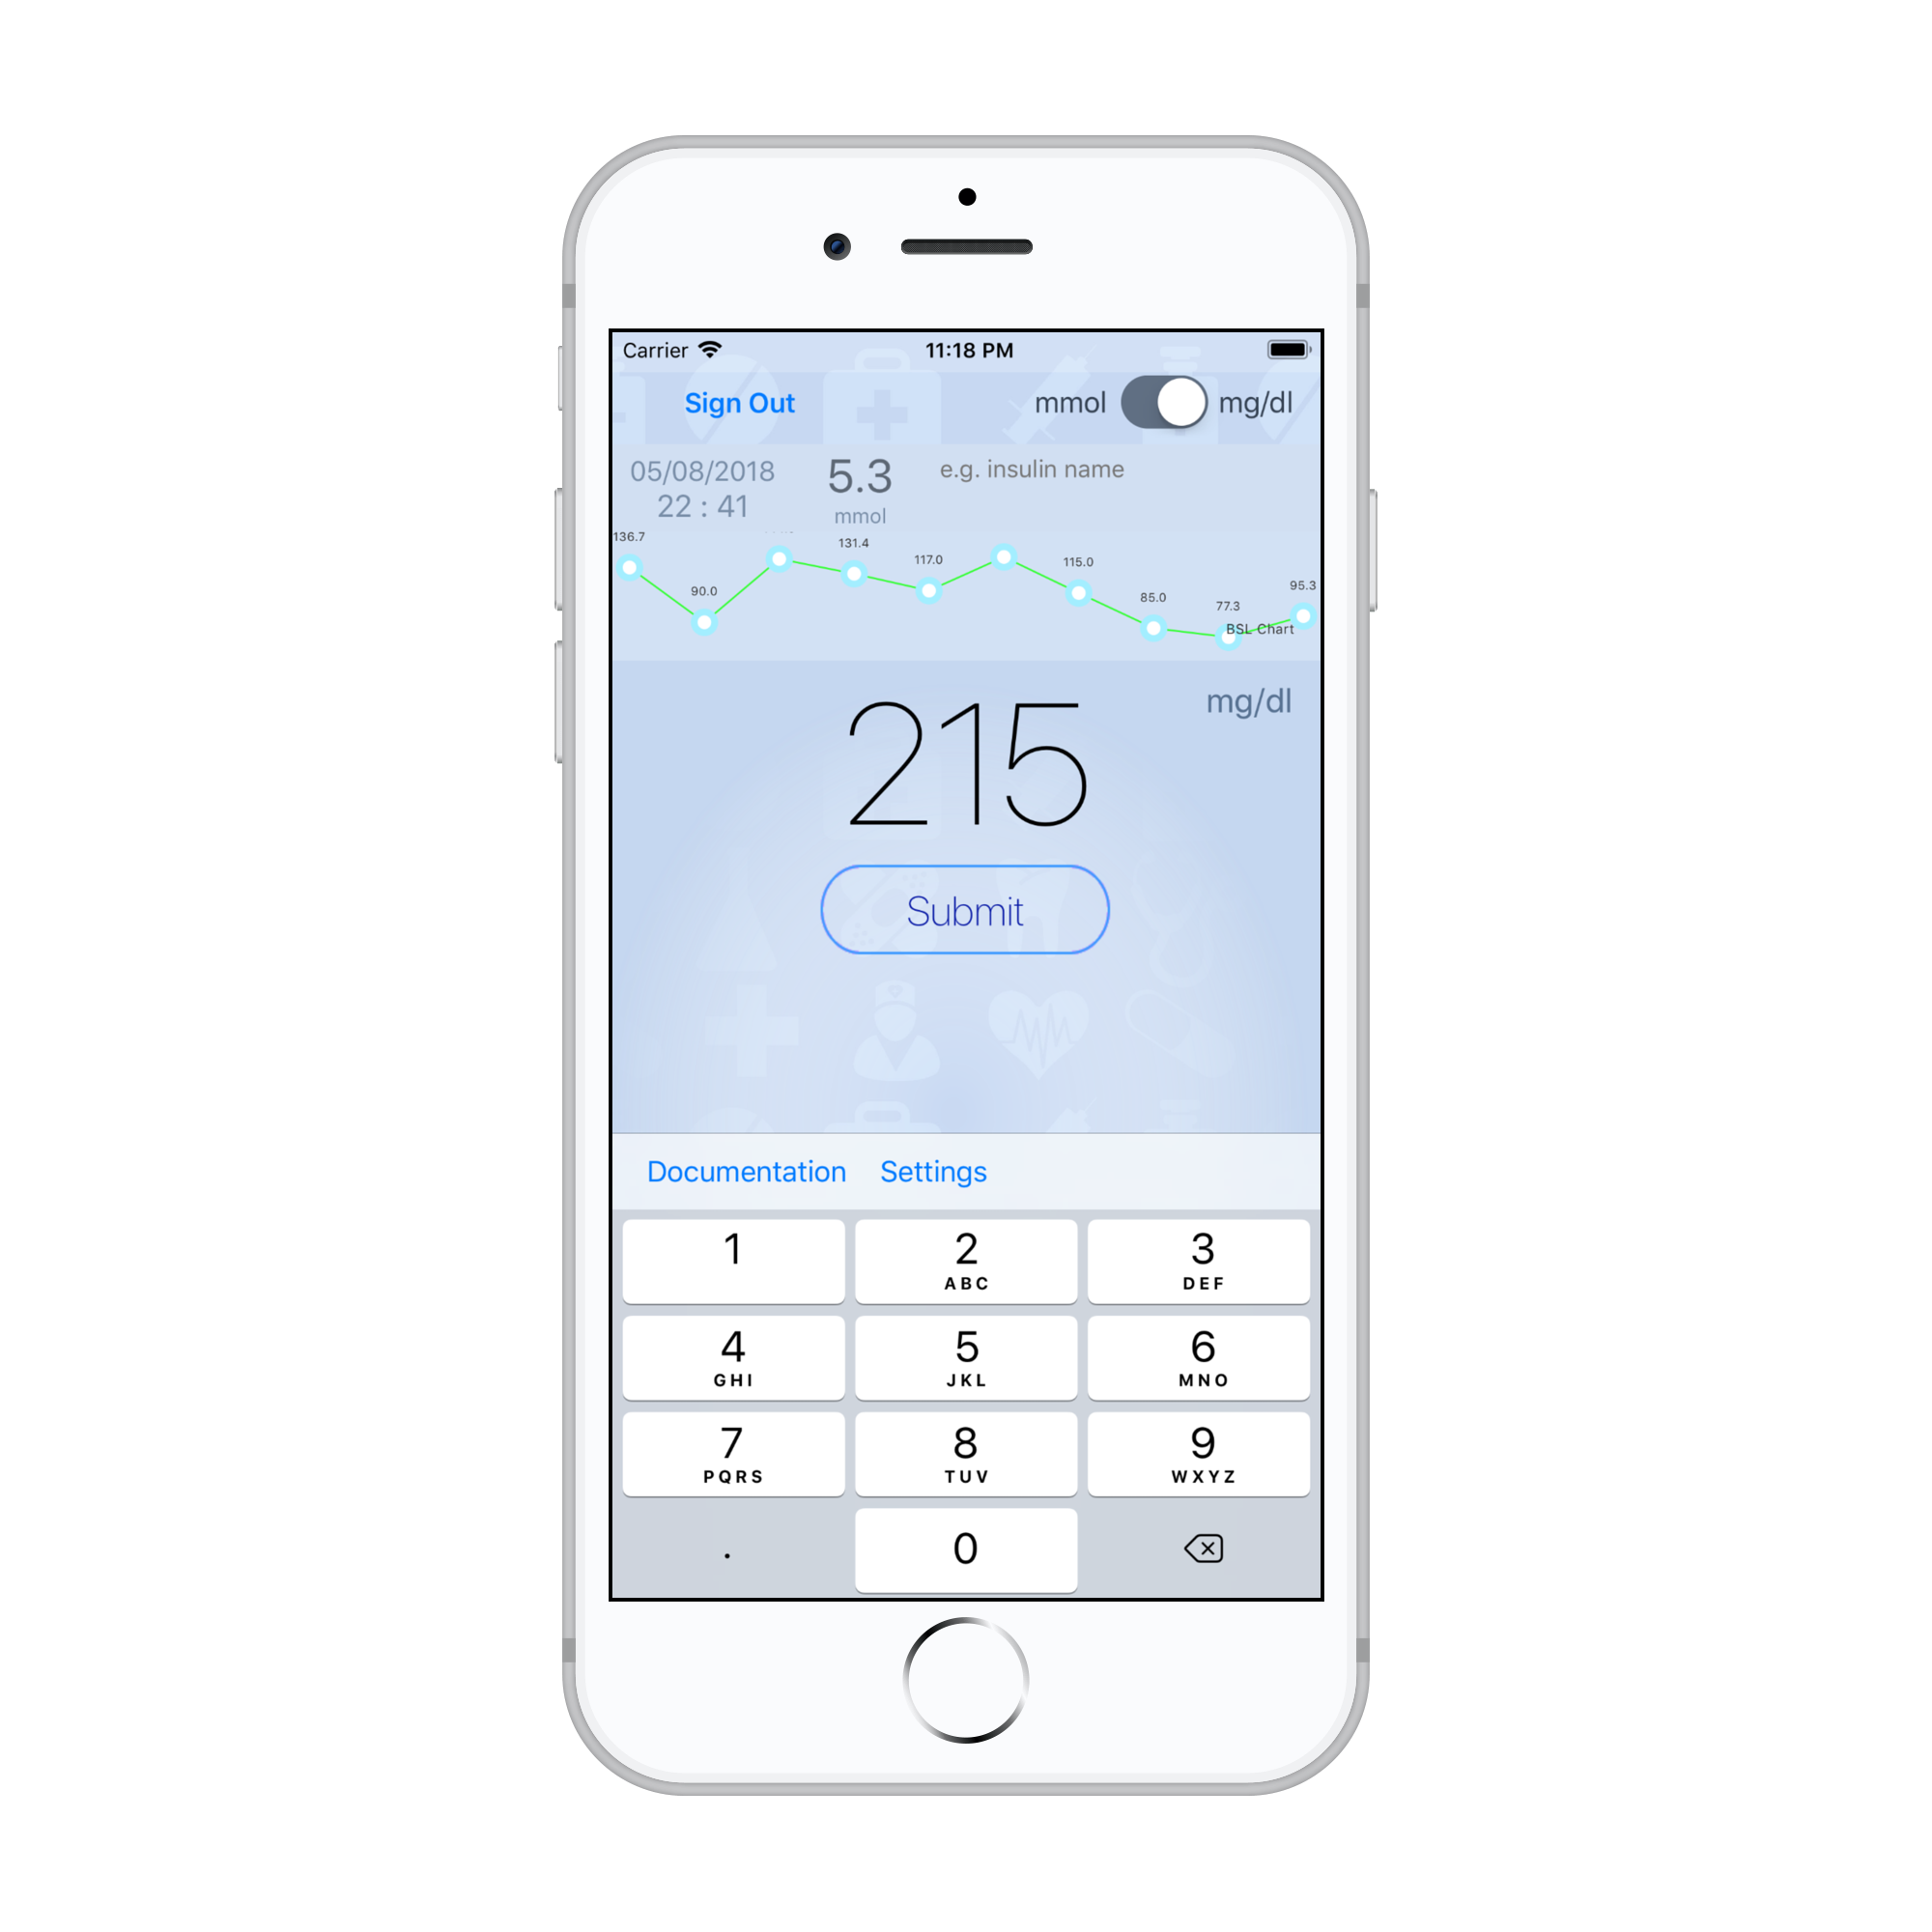 Carrier 11:18 PM
Sign Out mmol mg/dl
05/08/2018 5.3 e.g. insulin name
22 : 41 mmol
136.7 90.0 131.4 117.0 115.0 85.0 77.3 95.3
BSL Chart
mg/dl
215
Submit
Documentation Settings
1 2 3
ABC DEF
4 5 6
GHI JKL MNO
7 8 9
PQRS TUV WXYZ
. 0